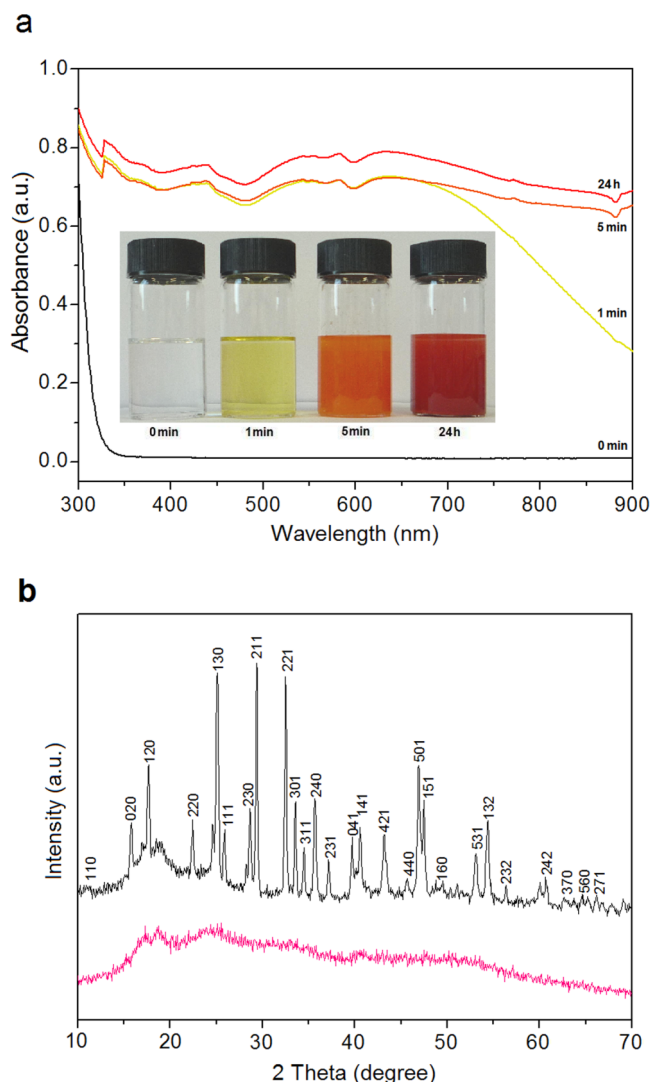 a
1.0
0.8
0.6
0.4
0.2
0.0
Absorbance (a.u.)
24 h
5 min
1 min
0 min
0 min 1 min 5 min 24 h
300 400 500 600 700 800 900
Wavelength (nm)
b
Intensity (a.u.)
110
020
120
220
130
111
230
211
221
301
311
240
231
041
141
421
440
501
151
160
531
132
232
242
370
560
271
10 20 30 40 50 60 70
2 Theta (degree)